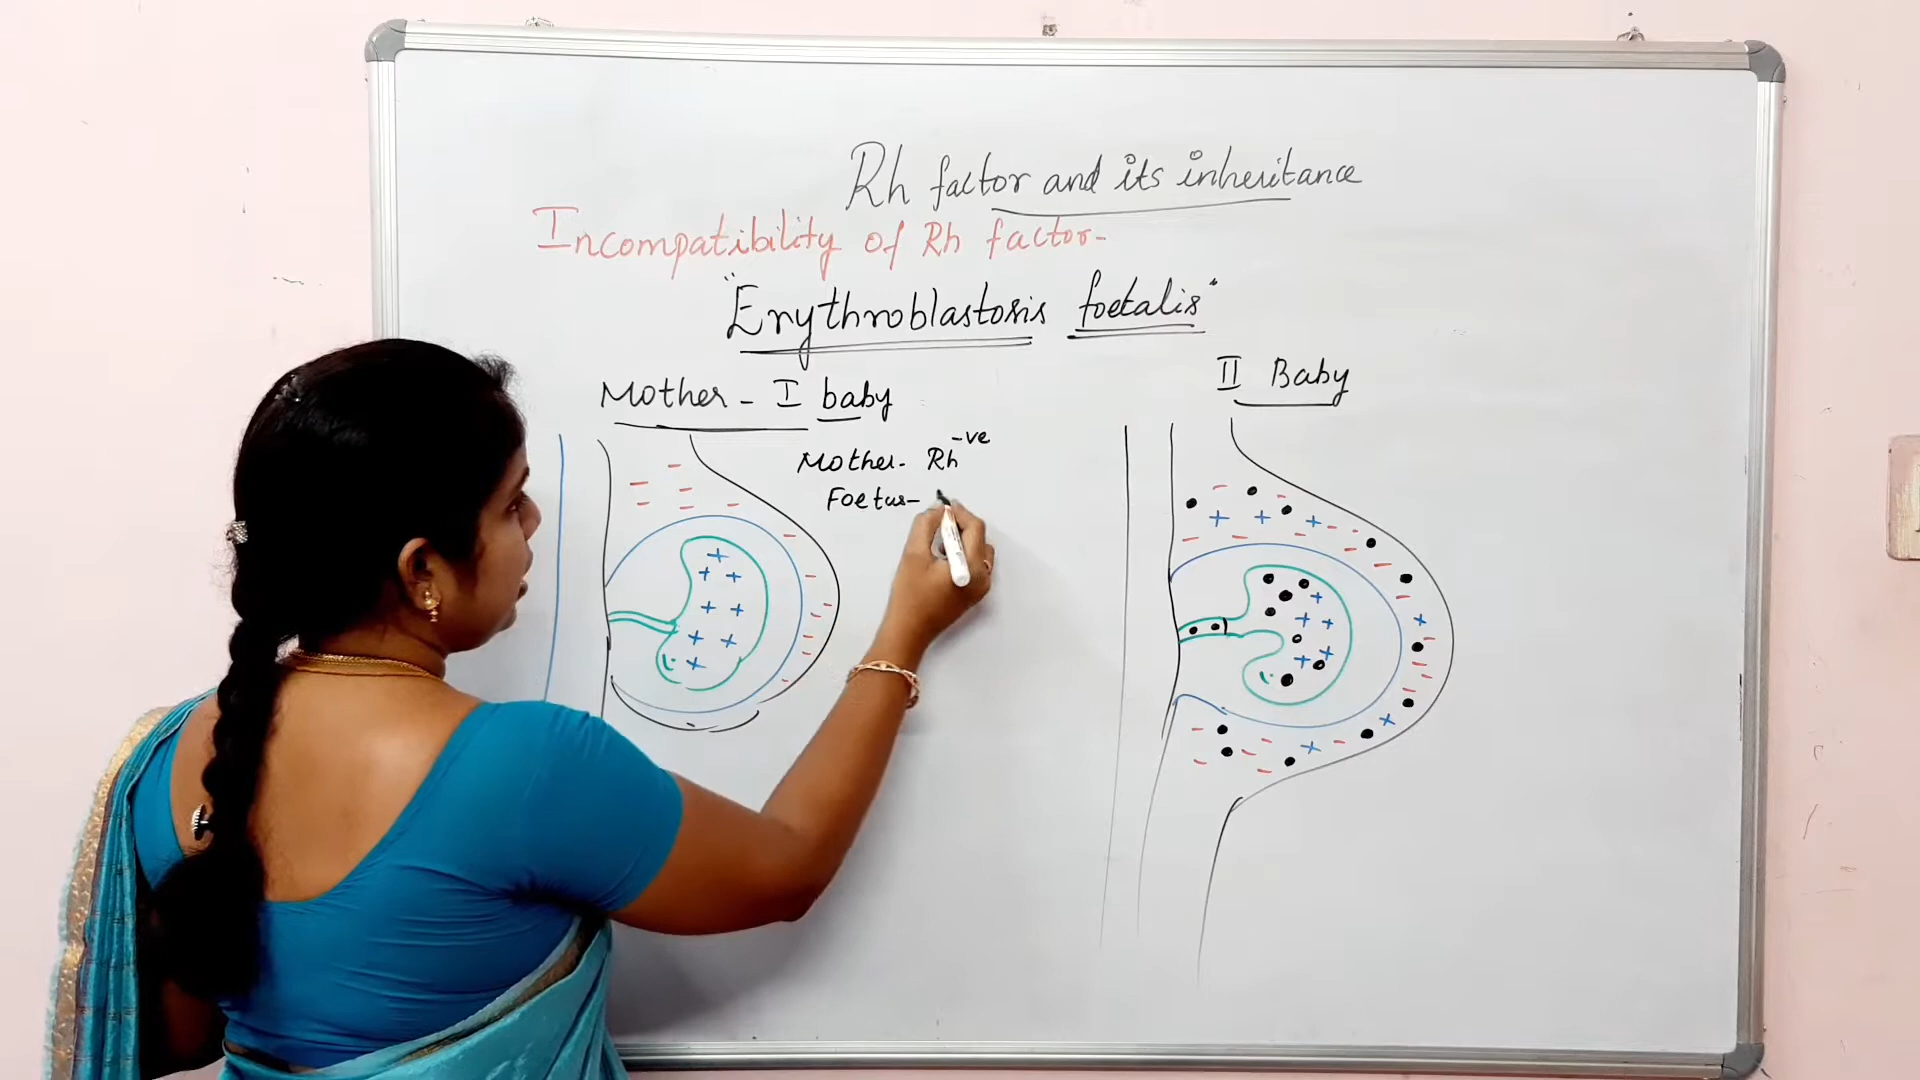 Rh factor and its inheritance
Incompatibility of Rh factor-
"Erythroblastosis foetalis"
Mother - I baby
II Baby
Mother- Rh -ve
Foetus-